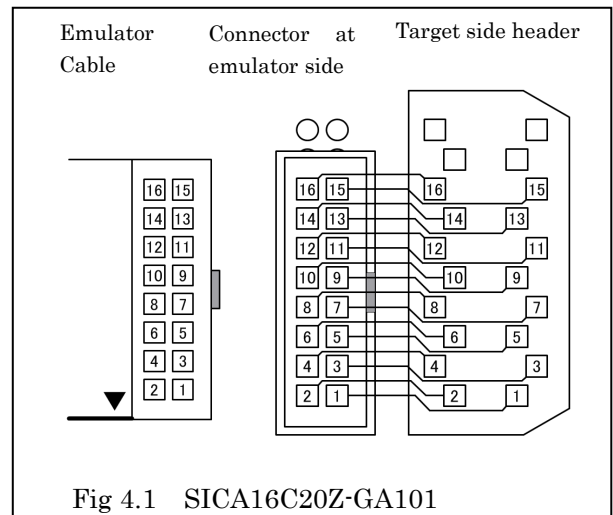 Emulator Cable
Connector at emulator side
Target side header
16 15 16 15 16 15
14 13 14 13 14 13
12 11 12 11 12 11
10 9 10 9 10 9
8 7 8 7 8 7
6 5 6 5 6 5
4 3 4 3 4 3
2 1 2 1 2 1
Fig 4.1 SICA16C20Z-GA101